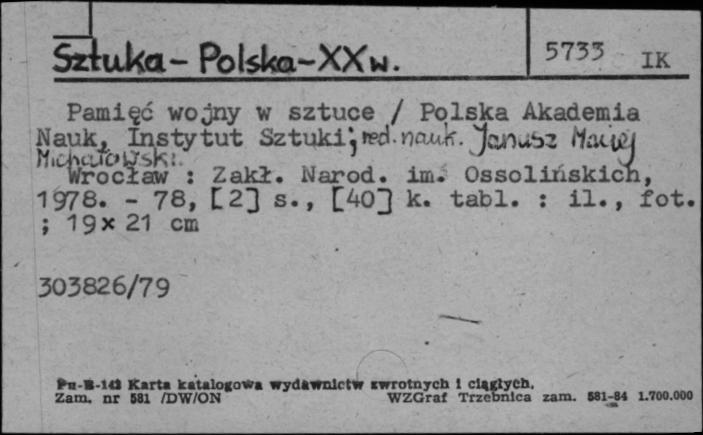 Sztuka - Polska - XX w. 5733 IK
Pamięć wojny w sztuce / Polska Akademia
Nauk, Instytut Sztuki; red. nauk. Janusz Maciej
Michałowski.
Wrocław : Zakł. Narod. im. Ossolińskich,
1978. - 78, [2] s., [40] k. tabl. : il., fot.
; 19 x 21 cm
303826/79
Pu-B-142 Karta katalogowa wydawnictw zwrotnych i ciągłych.
Zam. nr 581 /DW/ON WZGraf Trzebnica zam. 581-84 1.700.000